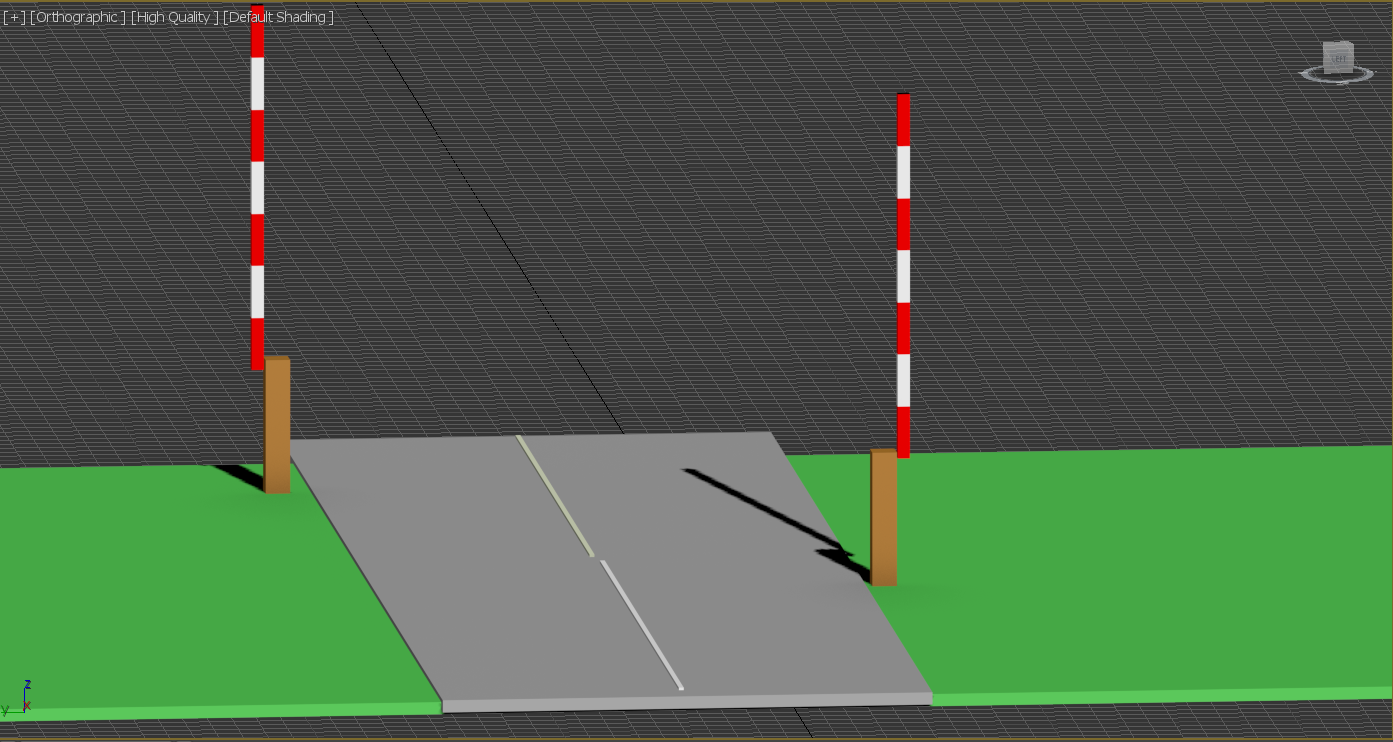 [+] [Orthographic ] [High Quality ] [Default Shading ]
z
y x